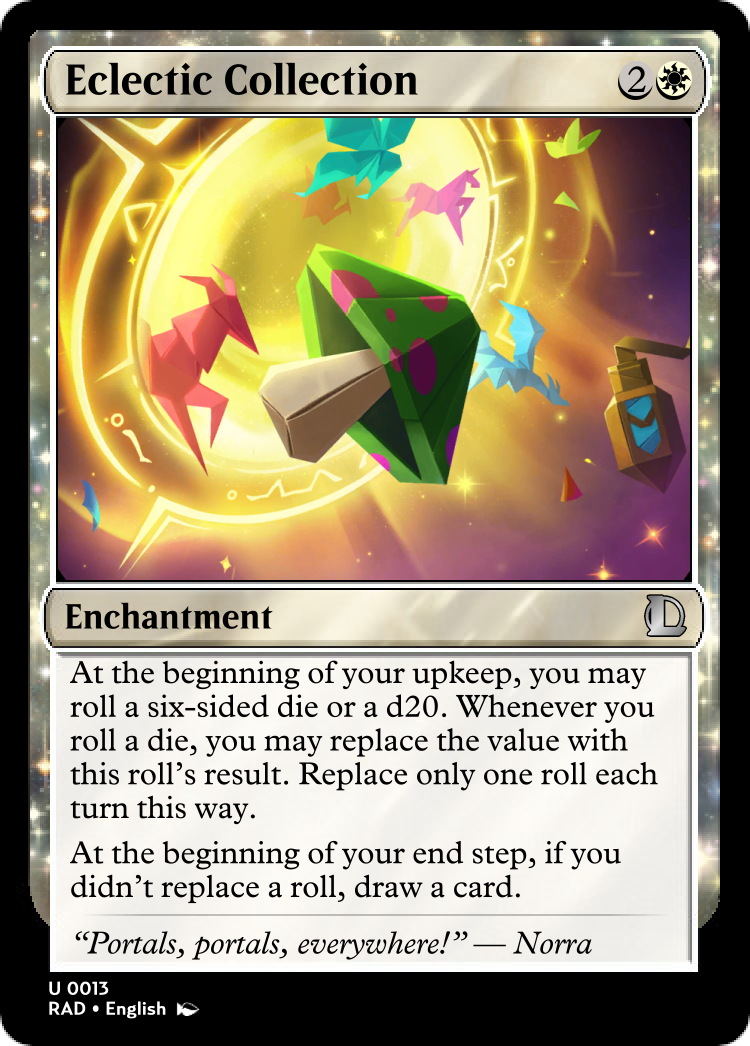 Eclectic Collection 2
Enchantment
At the beginning of your upkeep, you may
roll a six-sided die or a d20. Whenever you
roll a die, you may replace the value with
this roll's result. Replace only one roll each
turn this way.
At the beginning of your end step, if you
didn't replace a roll, draw a card.
“Portals, portals, everywhere!” — Norra
U 0013
RAD • English